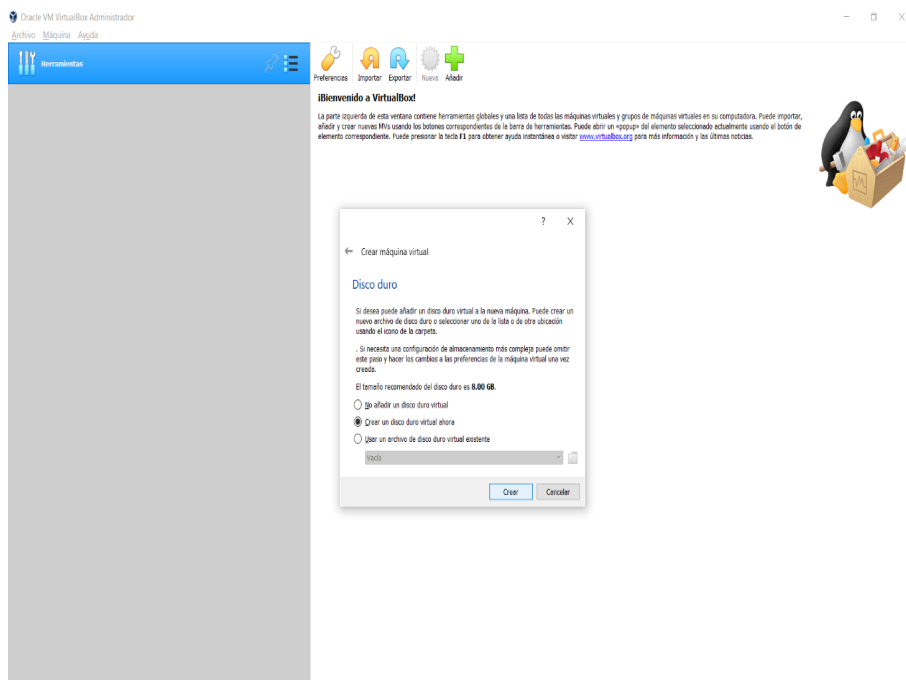 Oracle VM VirtualBox Administrador
Archivo Máquina Ayuda
Herramientas
Preferencias Importar Exportar Nueva Añadir
¡Bienvenido a VirtualBox!
La parte izquierda de esta ventana contiene herramientas globales y una lista de todas las máquinas virtuales y grupos de máquinas virtuales en su computadora. Puede importar,
añadir y crear nuevas MVs usando los botones correspondientes de la barra de herramientas. Puede abrir un «popup» del elemento seleccionado actualmente usando el botón de
elemento correspondiente. Puede presionar la tecla F1 para obtener ayuda instantánea o visitar www.virtualbox.org para más información y las últimas noticias.
? X
← Crear máquina virtual
Disco duro
Si desea puede añadir un disco duro virtual a la nueva máquina. Puede crear un
nuevo archivo de disco duro o seleccionar uno de la lista o de otra ubicación
usando el icono de la carpeta.
. Si necesita una configuración de almacenamiento más compleja puede omitir
este paso y hacer los cambios a las preferencias de la máquina virtual una vez
creada.
El tamaño recomendado del disco duro es 8.00 GB.
No añadir un disco duro virtual
Crear un disco duro virtual ahora
Usar un archivo de disco duro virtual existente
Vacío
Crear Cancelar